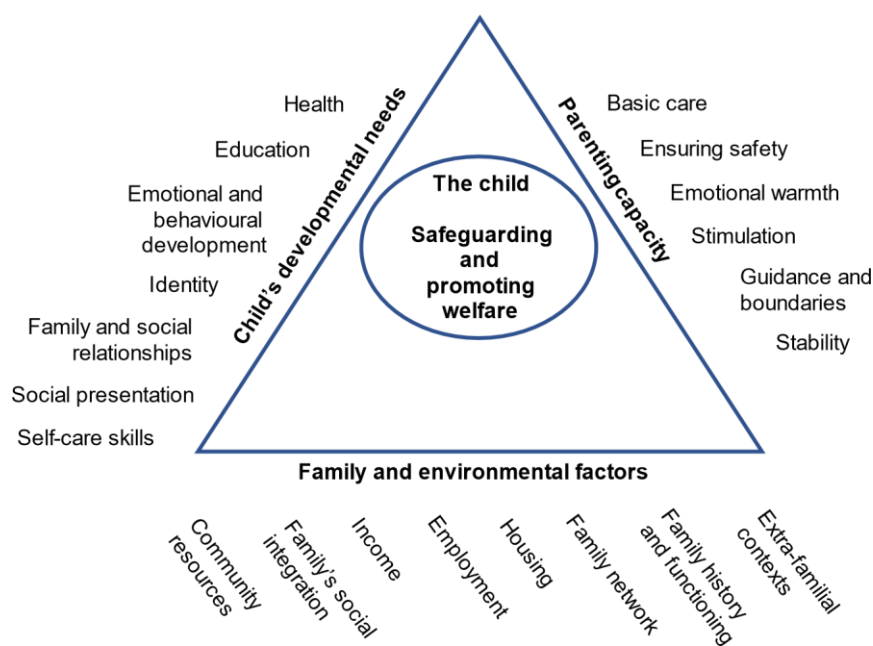 Health
Education
Emotional and
behavioural
development
Identity
Family and social
relationships
Social presentation
Self-care skills
Child's developmental needs
The child
Safeguarding
and
promoting
welfare
Parenting capacity
Basic care
Ensuring safety
Emotional warmth
Stimulation
Guidance and
boundaries
Stability
Family and environmental factors
Community
resources
Family's social
integration
Income
Employment
Housing
Family network
Family history
and functioning
Extra-familial
contexts